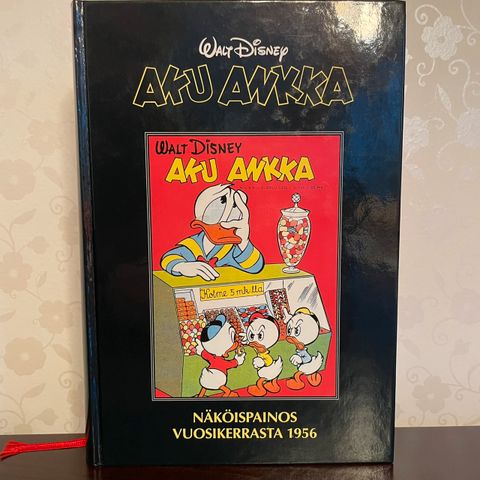 WALT DISNEY
AKU ANKKA
WALT DISNEY
AKU ANKKA
Kolme 5 mk:lla
NÄKÖISPAINOS
VUOSIKERRASTA 1956